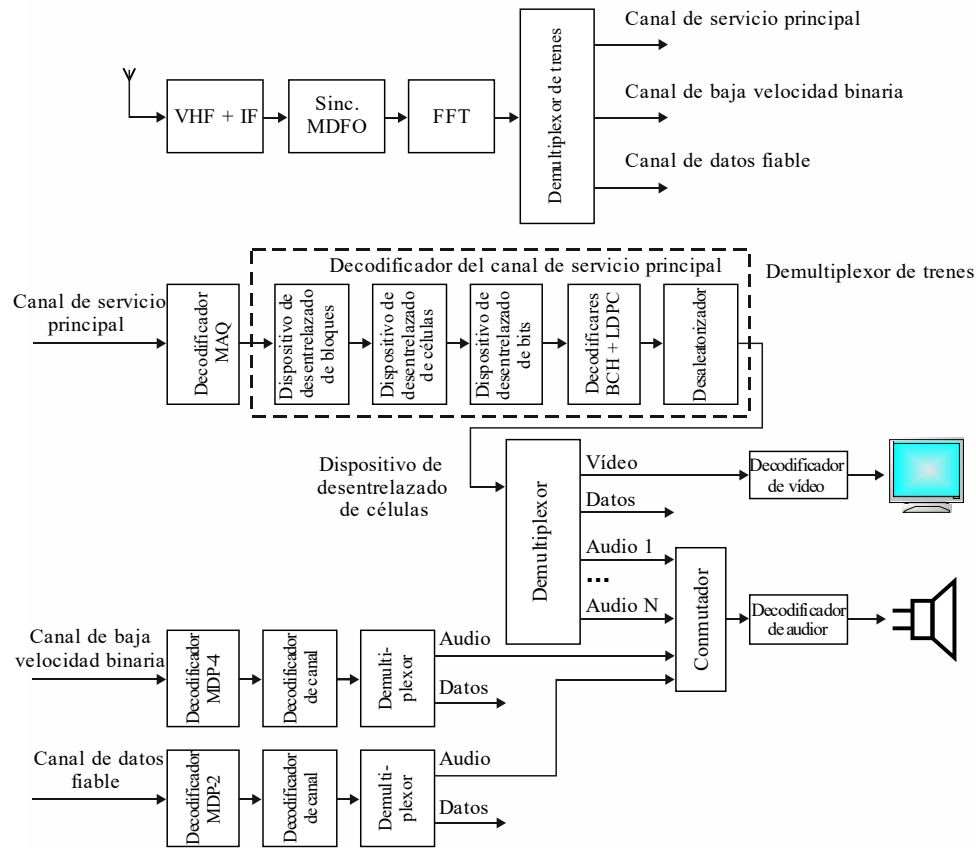 Canal de servicio principal
VHF + IF
Sinc.
MDFO
FFT
Demultiplexor de trenes
Canal de baja velocidad binaria
Canal de datos fiable
Decodificador del canal de servicio principal
Demultiplexor de trenes
Canal de servicio
principal
Decodificador
MAQ
Dispositivo de
desentrelazado
de bloques
Dispositivo de
desentrelazado
de células
Dispositivo de
desentrelazado
de bits
Decodificares
BCH + LDPC
Desaleatorizador
Dispositivo de
desentrelazado
de células
Demultiplexor
Vídeo
Datos
Audio 1
...
Audio N
Decodificador
de vídeo
Conmutador
Decodificador
de audior
Canal de baja
velocidad binaria
Decodificador
MDP-4
Decodificador
de canal
Demulti-
plexor
Audio
Datos
Canal de datos
fiable
Decodificador
MDP-2
Decodificador
de canal
Demulti-
plexor
Audio
Datos